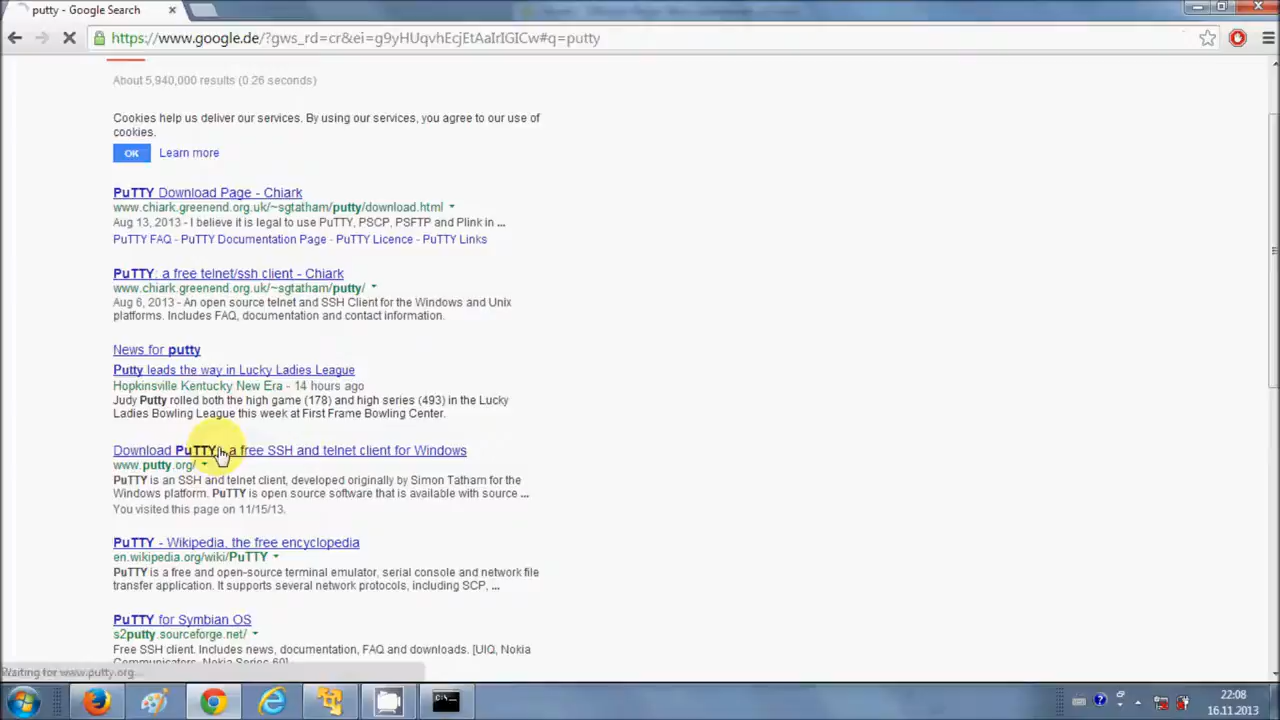 putty - Google Search
https://www.google.de/?gws_rd=cr&ei=g9yHUqvhEcjEtAaIrIGICw#q=putty
About 5,940,000 results (0.26 seconds)
Cookies help us deliver our services. By using our services, you agree to our use of
cookies.
OK Learn more
PuTTY Download Page - Chiark
www.chiark.greenend.org.uk/~sgtatham/putty/download.html
Aug 13, 2013 - I believe it is legal to use PuTTY, PSCP, PSFTP and Plink in ...
PuTTY FAQ - PuTTY Documentation Page - PuTTY Licence - PuTTY Links
PuTTY: a free telnet/ssh client - Chiark
www.chiark.greenend.org.uk/~sgtatham/putty/
Aug 6, 2013 - An open source telnet and SSH Client for the Windows and Unix
platforms. Includes FAQ, documentation and contact information.
News for putty
Putty leads the way in Lucky Ladies League
Hopkinsville Kentucky New Era - 14 hours ago
Judy Putty rolled both the high game (178) and high series (493) in the Lucky
Ladies Bowling League this week at First Frame Bowling Center.
Download PuTTY - a free SSH and telnet client for Windows
www.putty.org/
PuTTY is an SSH and telnet client, developed originally by Simon Tatham for the
Windows platform. PuTTY is open source software that is available with source ...
You visited this page on 11/15/13.
PuTTY - Wikipedia, the free encyclopedia
en.wikipedia.org/wiki/PuTTY
PuTTY is a free and open-source terminal emulator, serial console and network file
transfer application. It supports several network protocols, including SCP, ...
PuTTY for Symbian OS
s2putty.sourceforge.net/
Free SSH client. Includes news, documentation, FAQ and downloads. [UIQ, Nokia
Communicators, Nokia Series 60]
Waiting for www.putty.org...
22:08
16.11.2013